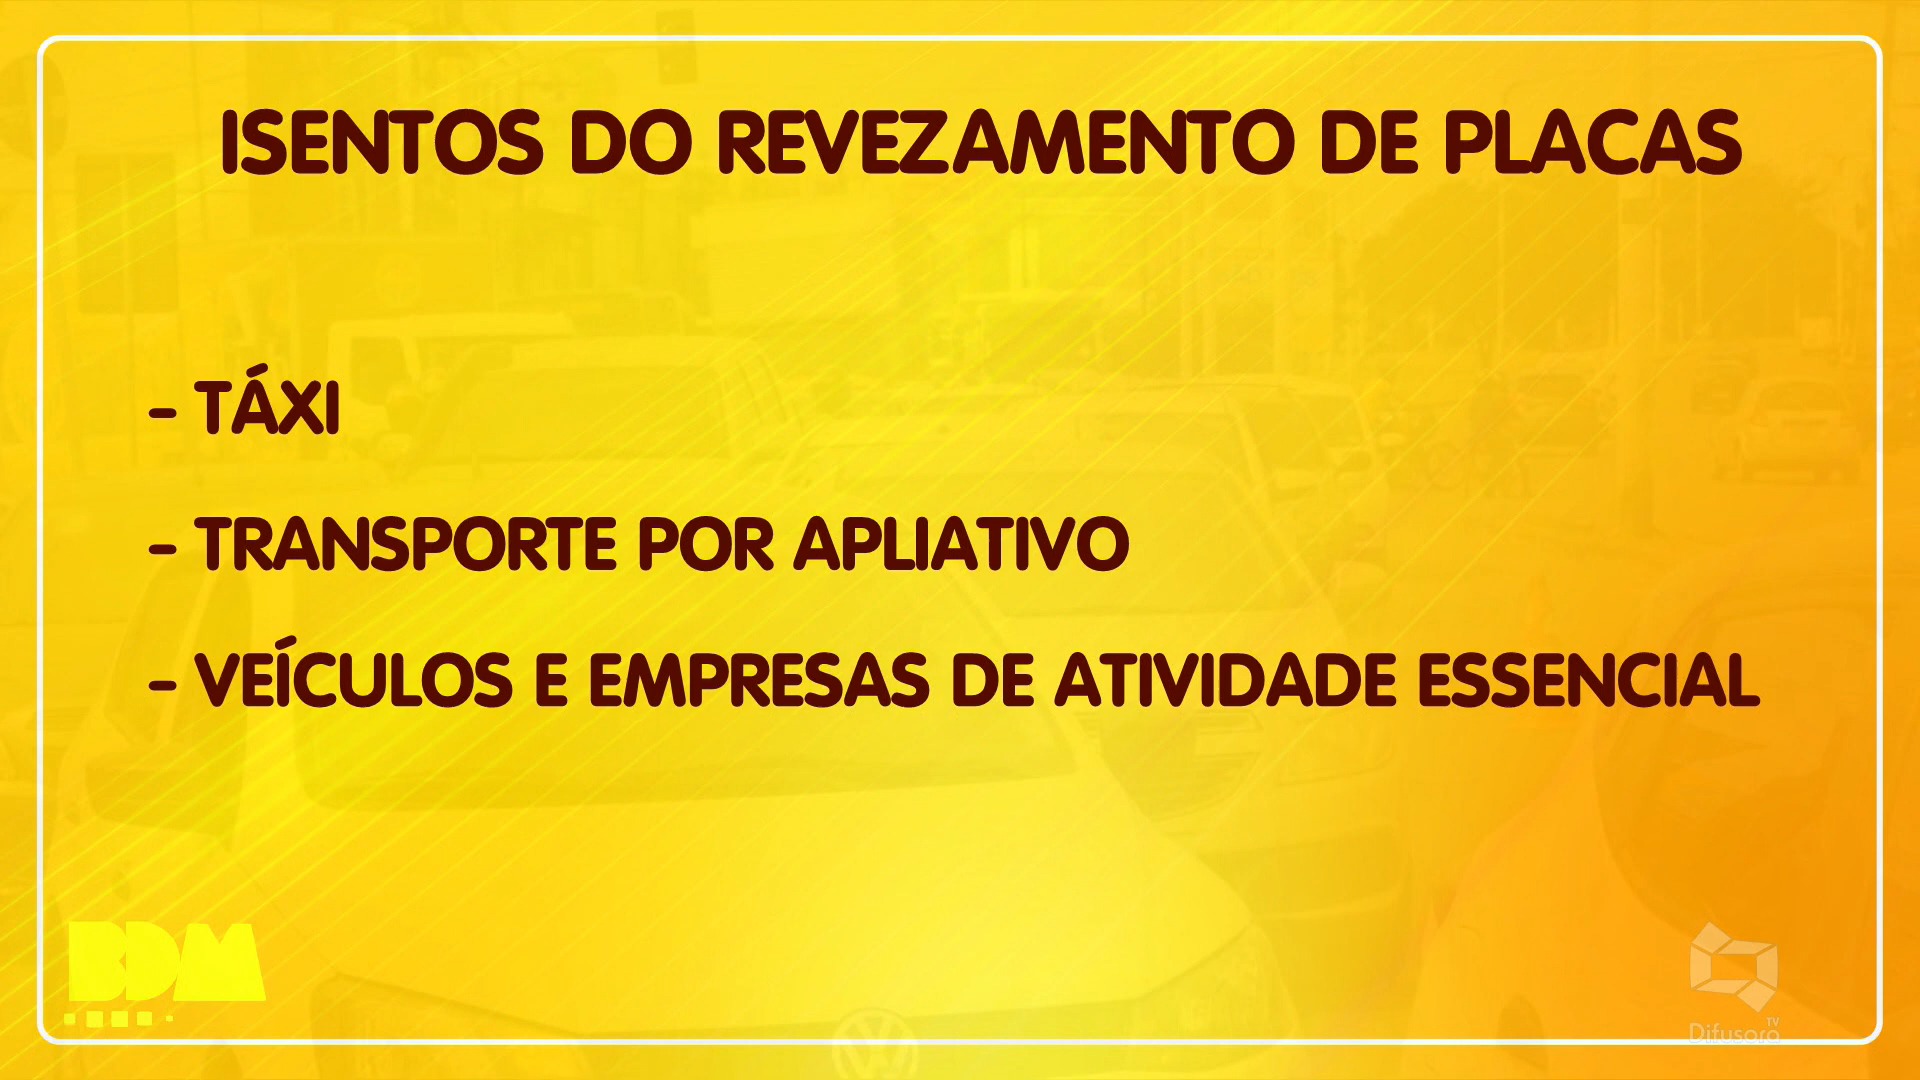 ISENTOS DO REVEZAMENTO DE PLACAS
- TÁXI
- TRANSPORTE POR APLIATIVO
- VEÍCULOS E EMPRESAS DE ATIVIDADE ESSENCIAL
BDM
TV
Difusora